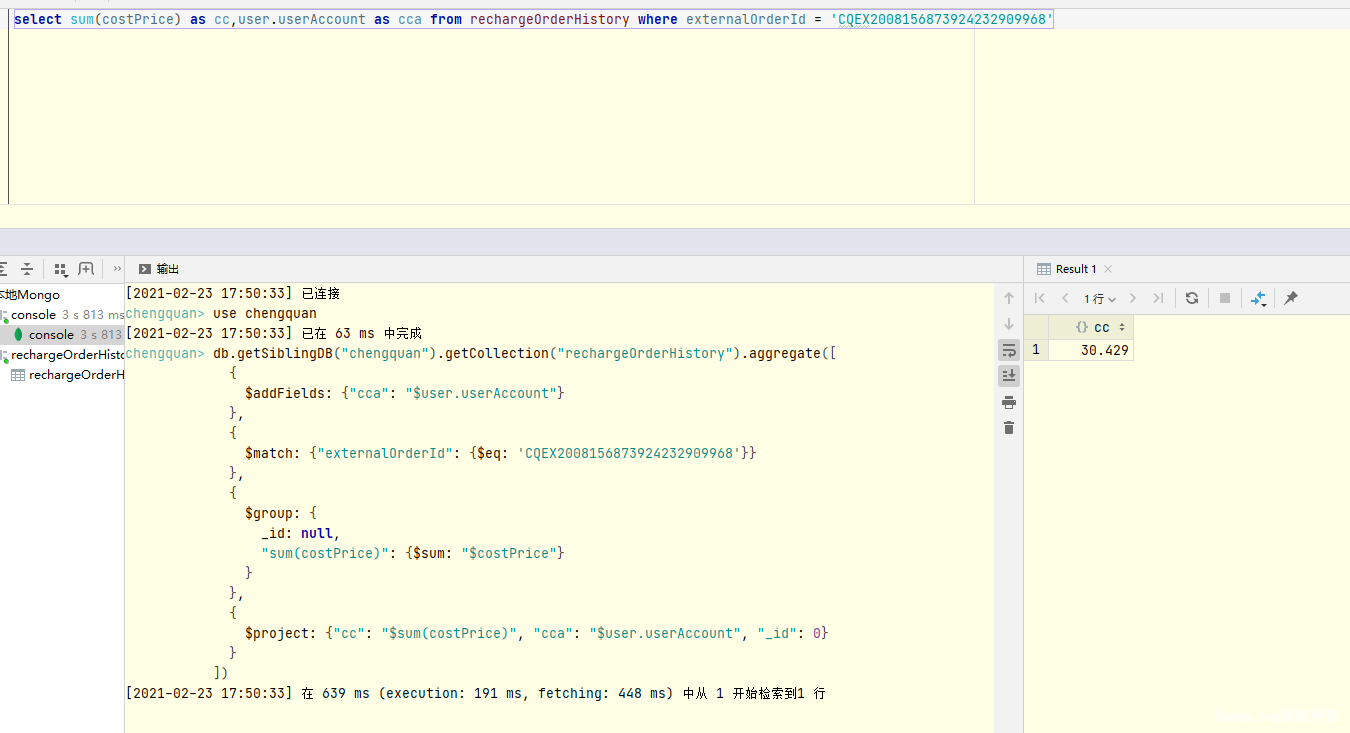 select sum(costPrice) as cc,user.userAccount as cca from rechargeOrderHistory where externalOrderId = 'CQEX2008156873924232909968'
输出
Result 1
本地Mongo
console 3 s 813 ms
console 3 s 813
rechargeOrderHisto
rechargeOrderH
[2021-02-23 17:50:33] 已连接
chengquan> use chengquan
[2021-02-23 17:50:33] 已在 63 ms 中完成
chengquan> db.getSiblingDB("chengquan").getCollection("rechargeOrderHistory").aggregate([
{
$addFields: {"cca": "$user.userAccount"}
},
{
$match: {"externalOrderId": {$eq: 'CQEX2008156873924232909968'}}
},
{
$group: {
_id: null,
"sum(costPrice)": {$sum: "$costPrice"}
}
},
{
$project: {"cc": "$sum(costPrice)", "cca": "$user.userAccount", "_id": 0}
}
])
[2021-02-23 17:50:33] 在 639 ms (execution: 191 ms, fetching: 448 ms) 中从 1 开始检索到1 行
1 行
{} cc
1 30.429